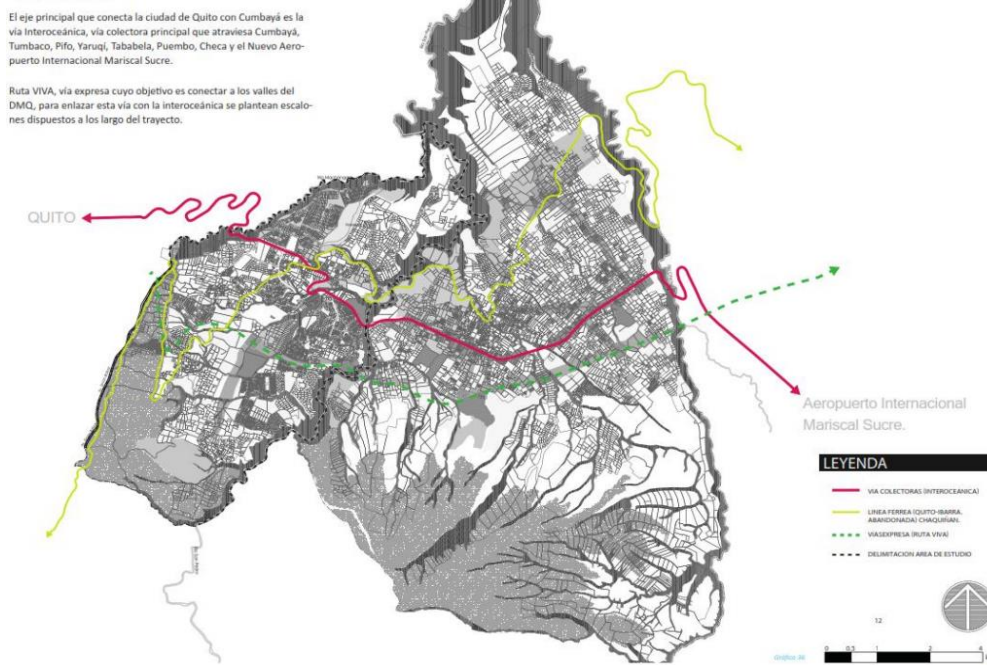 El eje principal que conecta la ciudad de Quito con Cumbayá es la
vía Interoceánica, vía colectora principal que atraviesa Cumbayá,
Tumbaco, Pifo, Yaruqí, Tababela, Puembo, Checa y el Nuevo Aero-
puerto Internacional Mariscal Sucre.
Ruta VIVA, vía expresa cuyo objetivo es conectar a los valles del
DMQ, para enlazar esta vía con la interoceánica se plantean escalo-
nes dispuestos a los largo del trayecto.
QUITO
Aeropuerto Internacional
Mariscal Sucre.
LEYENDA
VIA COLECTORAS (INTEROCEANICA)
LINEA FERREA (QUITO-IBARRA.
ABANDONADA) CHAQUIÑAN.
VIASEXPRESA (RUTA VIVA)
DELIMITACION AREA DE ESTUDIO
12
Gráfico 36
0 0,5 1 2 4